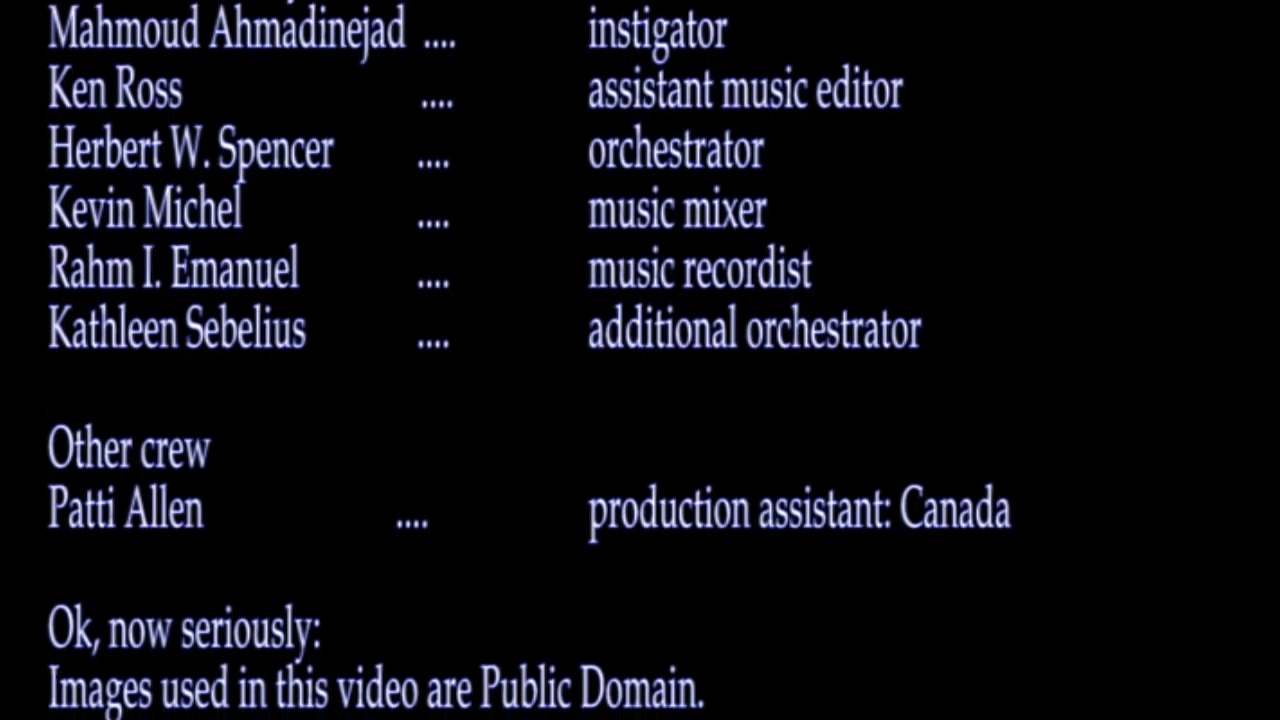 Mahmoud Ahmadinejad .... instigator
Ken Ross .... assistant music editor
Herbert W. Spencer .... orchestrator
Kevin Michel .... music mixer
Rahm I. Emanuel .... music recordist
Kathleen Sebelius .... additional orchestrator
Other crew
Patti Allen .... production assistant: Canada
Ok, now seriously:
Images used in this video are Public Domain.